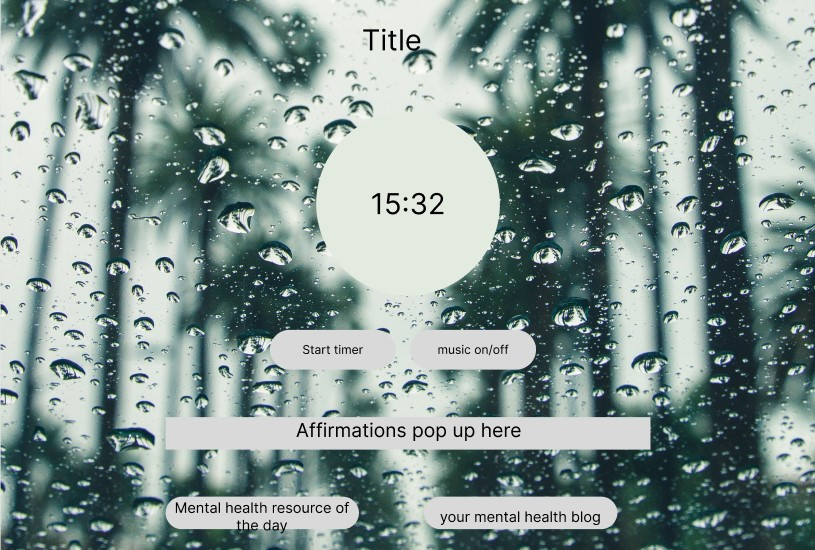 Title
15:32
Start timer
music on/off
Affirmations pop up here
Mental health resource of
the day
your mental health blog